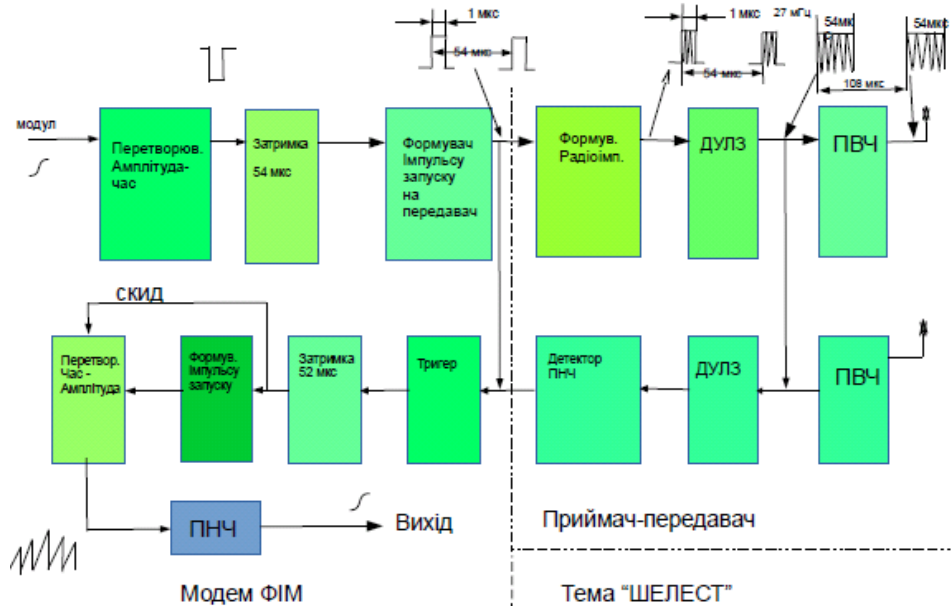 1 мкс
54 мкс
1 мкс
27 мГц
54 мкс
54мк
с
54мкс
108 мкс
модул
Перетворюв.
Амплітуда-
час
Затримка
54 мкс
Формувач
Імпульсу
запуску
на
передавач
Формув.
Радіоімп.
ДУЛЗ
ПВЧ
СКИД
Перетвор.
Час -
Амплітуда
Формув.
Імпульсу
запуску
Затримка
52 мкс
Тригер
Детектор
ПНЧ
ДУЛЗ
ПВЧ
ПНЧ
Вихід
Приймач-передавач
Модем ФІМ
Тема “ШЕЛЕСТ”